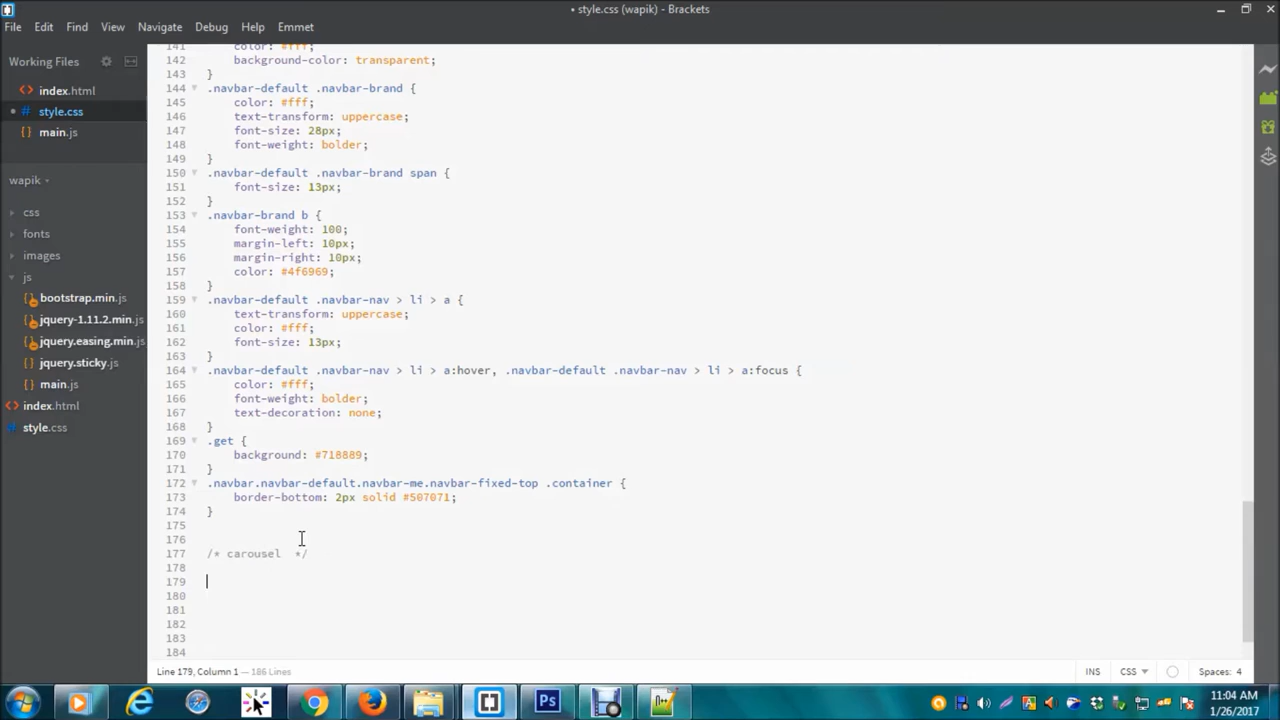 • style.css (wapik) - Brackets
File Edit Find View Navigate Debug Help Emmet
Working Files
index.html
• # style.css
main.js
wapik
css
fonts
images
js
bootstrap.min.js
jquery-1.11.2.min.js
jquery.easing.min.js
jquery.sticky.js
main.js
index.html
# style.css
141 color: #fff;
142 background-color: transparent;
143 }
144 .navbar-default .navbar-brand {
145 color: #fff;
146 text-transform: uppercase;
147 font-size: 28px;
148 font-weight: bolder;
149 }
150 .navbar-default .navbar-brand span {
151 font-size: 13px;
152 }
153 .navbar-brand b {
154 font-weight: 100;
155 margin-left: 10px;
156 margin-right: 10px;
157 color: #4f6969;
158 }
159 .navbar-default .navbar-nav > li > a {
160 text-transform: uppercase;
161 color: #fff;
162 font-size: 13px;
163 }
164 .navbar-default .navbar-nav > li > a:hover, .navbar-default .navbar-nav > li > a:focus {
165 color: #fff;
166 font-weight: bolder;
167 text-decoration: none;
168 }
169 .get {
170 background: #718889;
171 }
172 .navbar.navbar-default.navbar-me.navbar-fixed-top .container {
173 border-bottom: 2px solid #507071;
174 }
175
176
177 /* carousel  */
178
179
180
181
182
183
184
Line 179, Column 1 — 186 Lines
INS CSS Spaces: 4
Ps
11:04 AM
1/26/2017